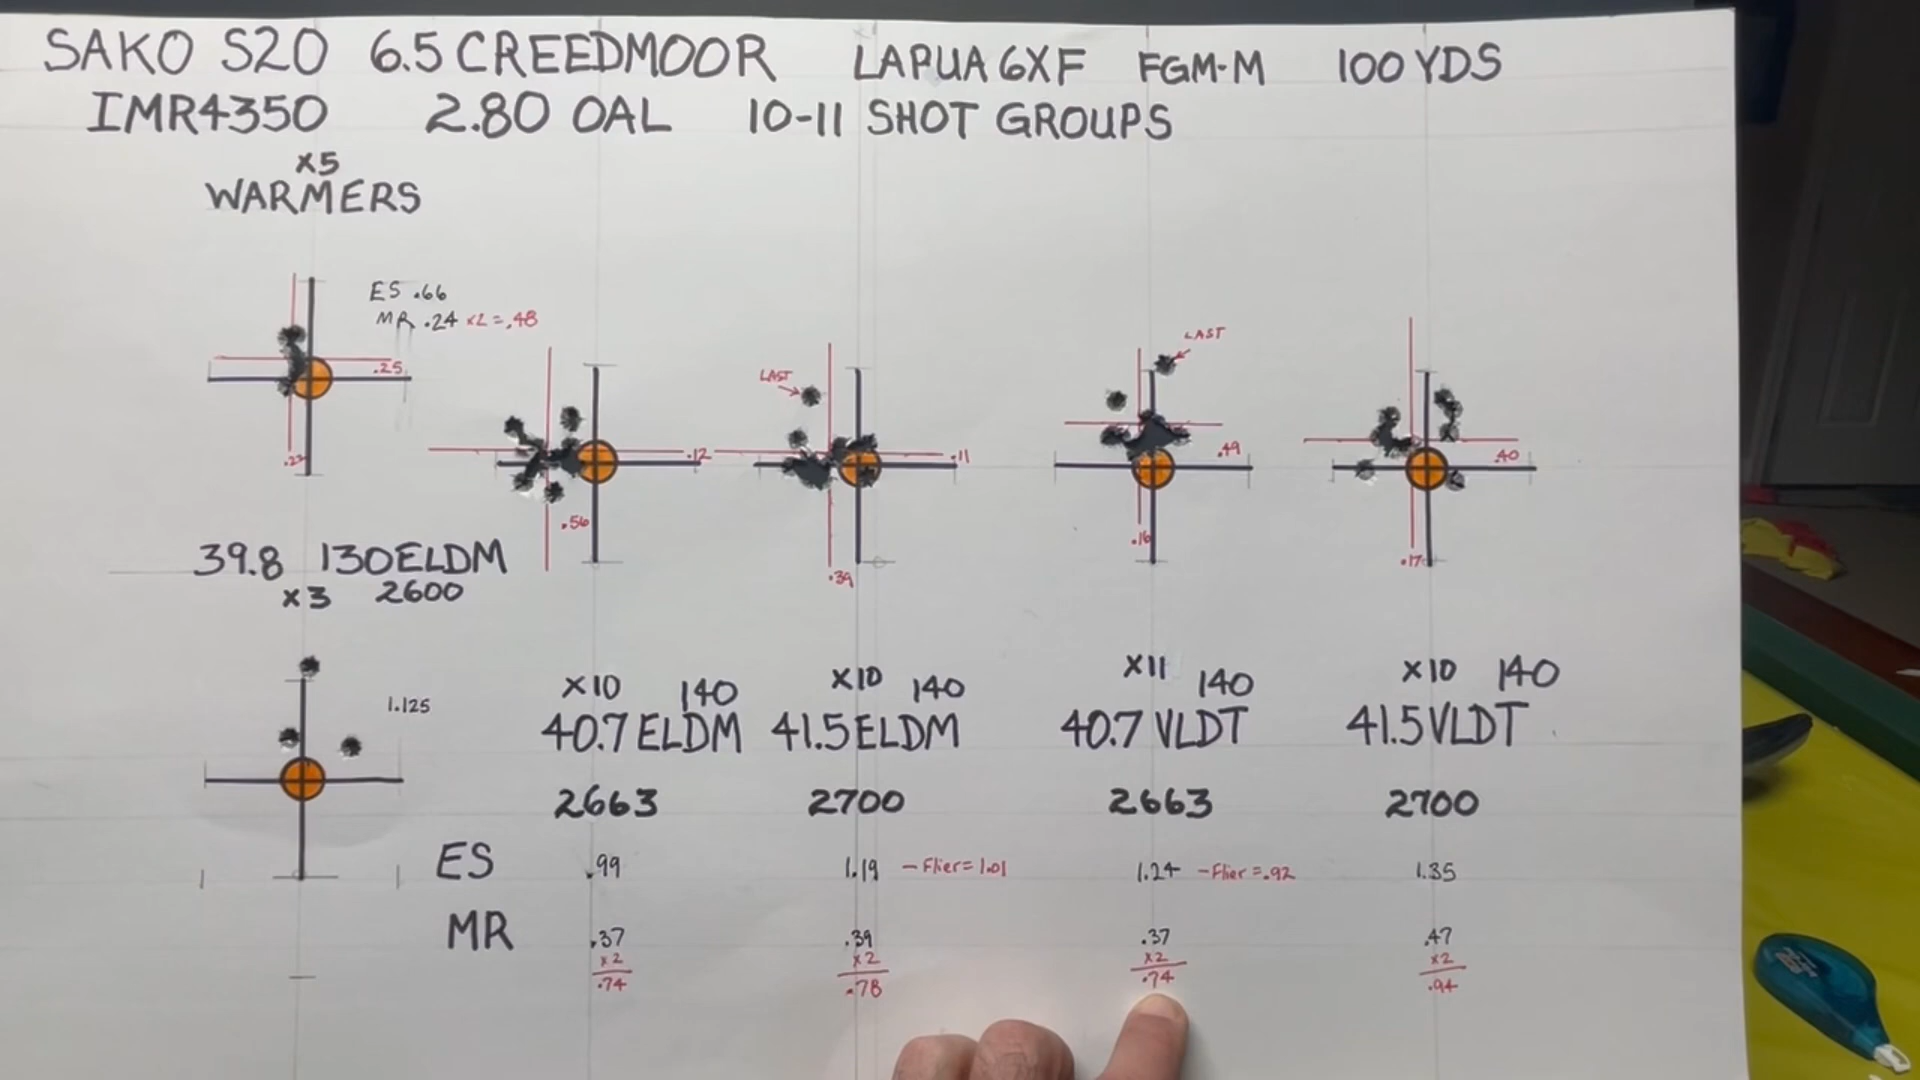 SAKO S20 6.5 CREEDMOOR LAPUA 6XF FGM-M 100 YDS
IMR4350 2.80 OAL 10-11 SHOT GROUPS
X5
WARMERS
ES .66
MR .24 x2=.48
.25
.23
39.8 130ELDM
X3 2600
1.125
.12
.56
LAST
.11
.39
LAST
.49
.16
.40
.17
X10 140
40.7 ELDM
2663
X10 140
41.5 ELDM
2700
X11 140
40.7 VLDT
2663
X10 140
41.5 VLDT
2700
ES .99 1.19 - Flier = 1.01 1.24 - Flier = .92 1.35
MR .37 .39 .37 .47
x2 x2 x2 x2
.74 .78 .74 .94